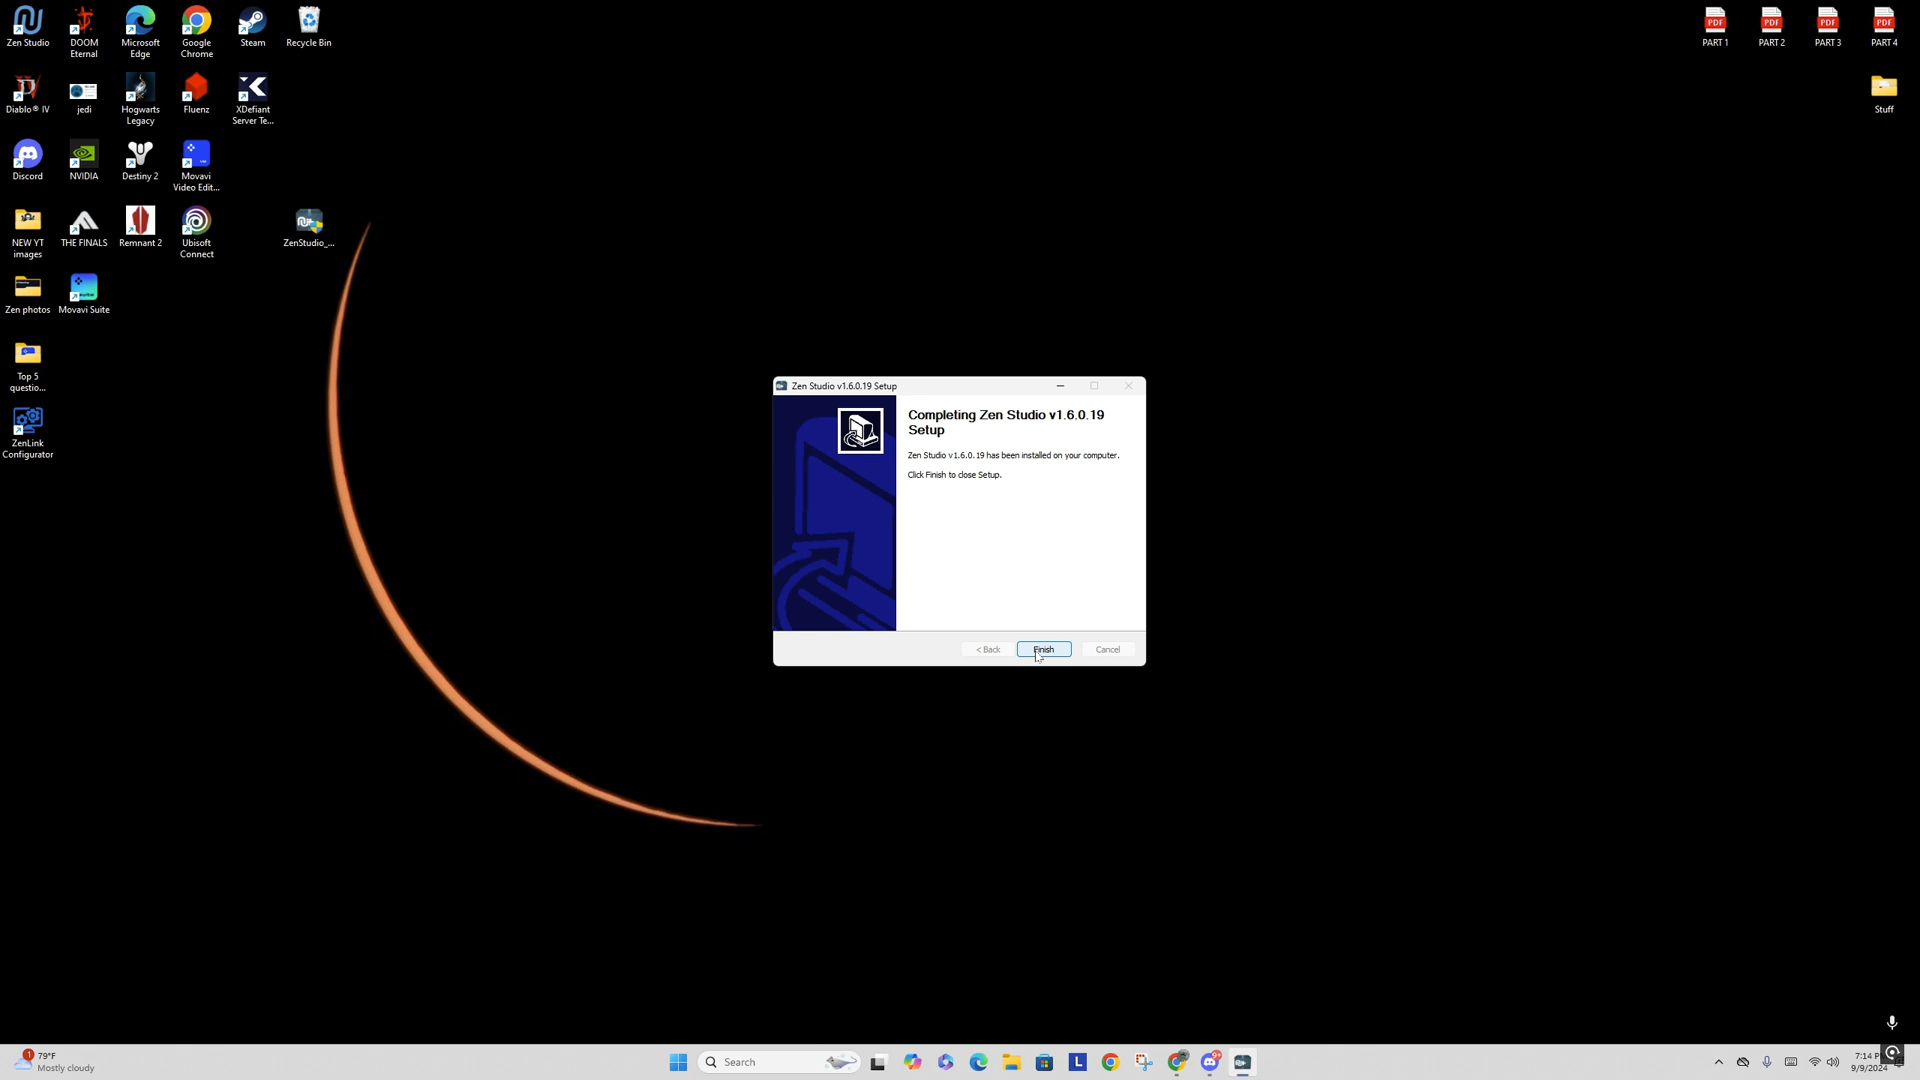 Zen Studio
DOOM
Eternal
Microsoft
Edge
Google
Chrome
Steam
Recycle Bin
PART 1
PART 2
PART 3
PART 4
Diablo® IV
jedi
Hogwarts
Legacy
Fluenz
XDefiant
Server Te...
Stuff
Discord
NVIDIA
Destiny 2
Movavi
Video Edit...
NEW YT
images
THE FINALS
Remnant 2
Ubisoft
Connect
ZenStudio_...
Zen photos
Movavi Suite
Top 5
questio...
ZenLink
Configurator
Zen Studio v1.6.0.19 Setup
Completing Zen Studio v1.6.0.19
Setup
Zen Studio v1.6.0.19 has been installed on your computer.
Click Finish to close Setup.
< Back
Finish
Cancel
1
79°F
Mostly cloudy
Search
9+
7:14 P
9/9/2024